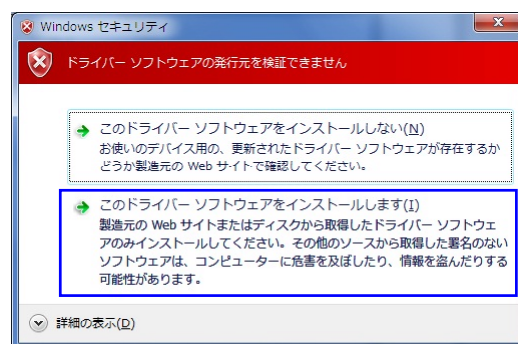 Windows セキュリティ
ドライバー ソフトウェアの発行元を検証できません
このドライバー ソフトウェアをインストールしない(N)
お使いのデバイス用の、更新されたドライバー ソフトウェアが存在するか
どうか製造元の Web サイトで確認してください。
このドライバー ソフトウェアをインストールします(I)
製造元の Web サイトまたはディスクから取得したドライバー ソフトウェ
アのみインストールしてください。その他のソースから取得した署名のない
ソフトウェアは、コンピューターに危害を及ぼしたり、情報を盗んだりする
可能性があります。
詳細の表示(D)